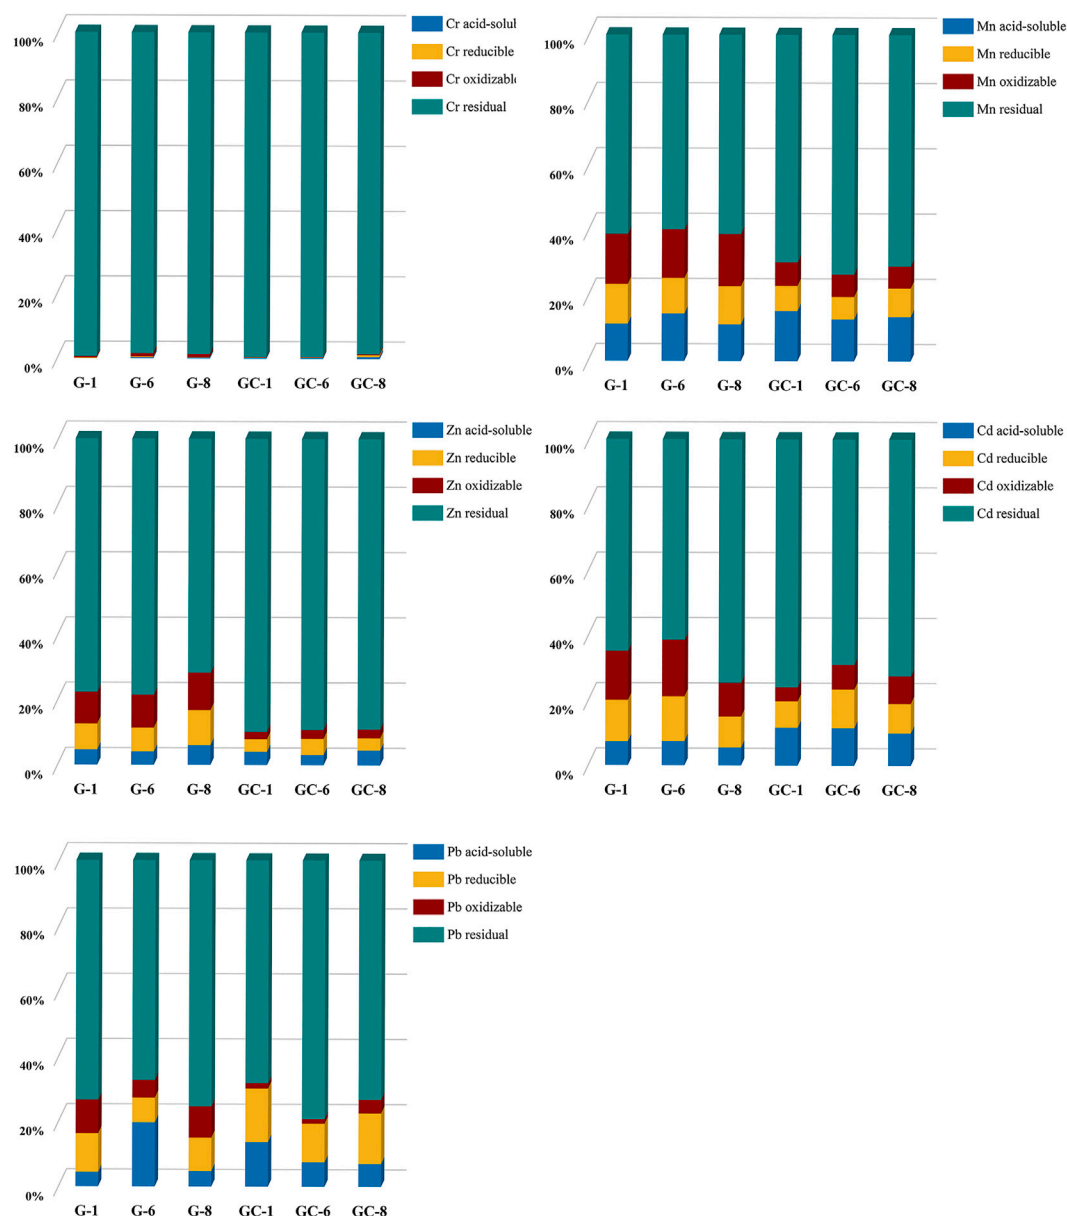 Cr acid-solul
Cr reducible
Cr oxidizable
Cr residual
100%
80%
60%
40%
20%
0%
G-1 G-6 G-8 GC-1 GC-6 GC-8
Mn acid-soluble
Mn reducible
Mn oxidizable
Mn residual
100%
80%
60%
40%
20%
0%
G-1 G-6 G-8 GC-1 GC-6 GC-8
Zn acid-soluble
Zn reducible
Zn oxidizable
Zn residual
100%
80%
60%
40%
20%
0%
G-1 G-6 G-8 GC-1 GC-6 GC-8
Cd acid-soluble
Cd reducible
Cd oxidizable
Cd residual
100%
80%
60%
40%
20%
0%
G-1 G-6 G-8 GC-1 GC-6 GC-8
Pb acid-soluble
Pb reducible
Pb oxidizable
Pb residual
100%
80%
60%
40%
20%
0%
G-1 G-6 G-8 GC-1 GC-6 GC-8